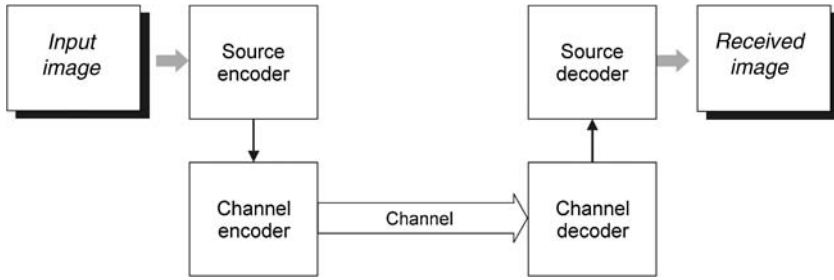 Input
image
Source
encoder
Source
decoder
Received
image
Channel
encoder
Channel
Channel
decoder